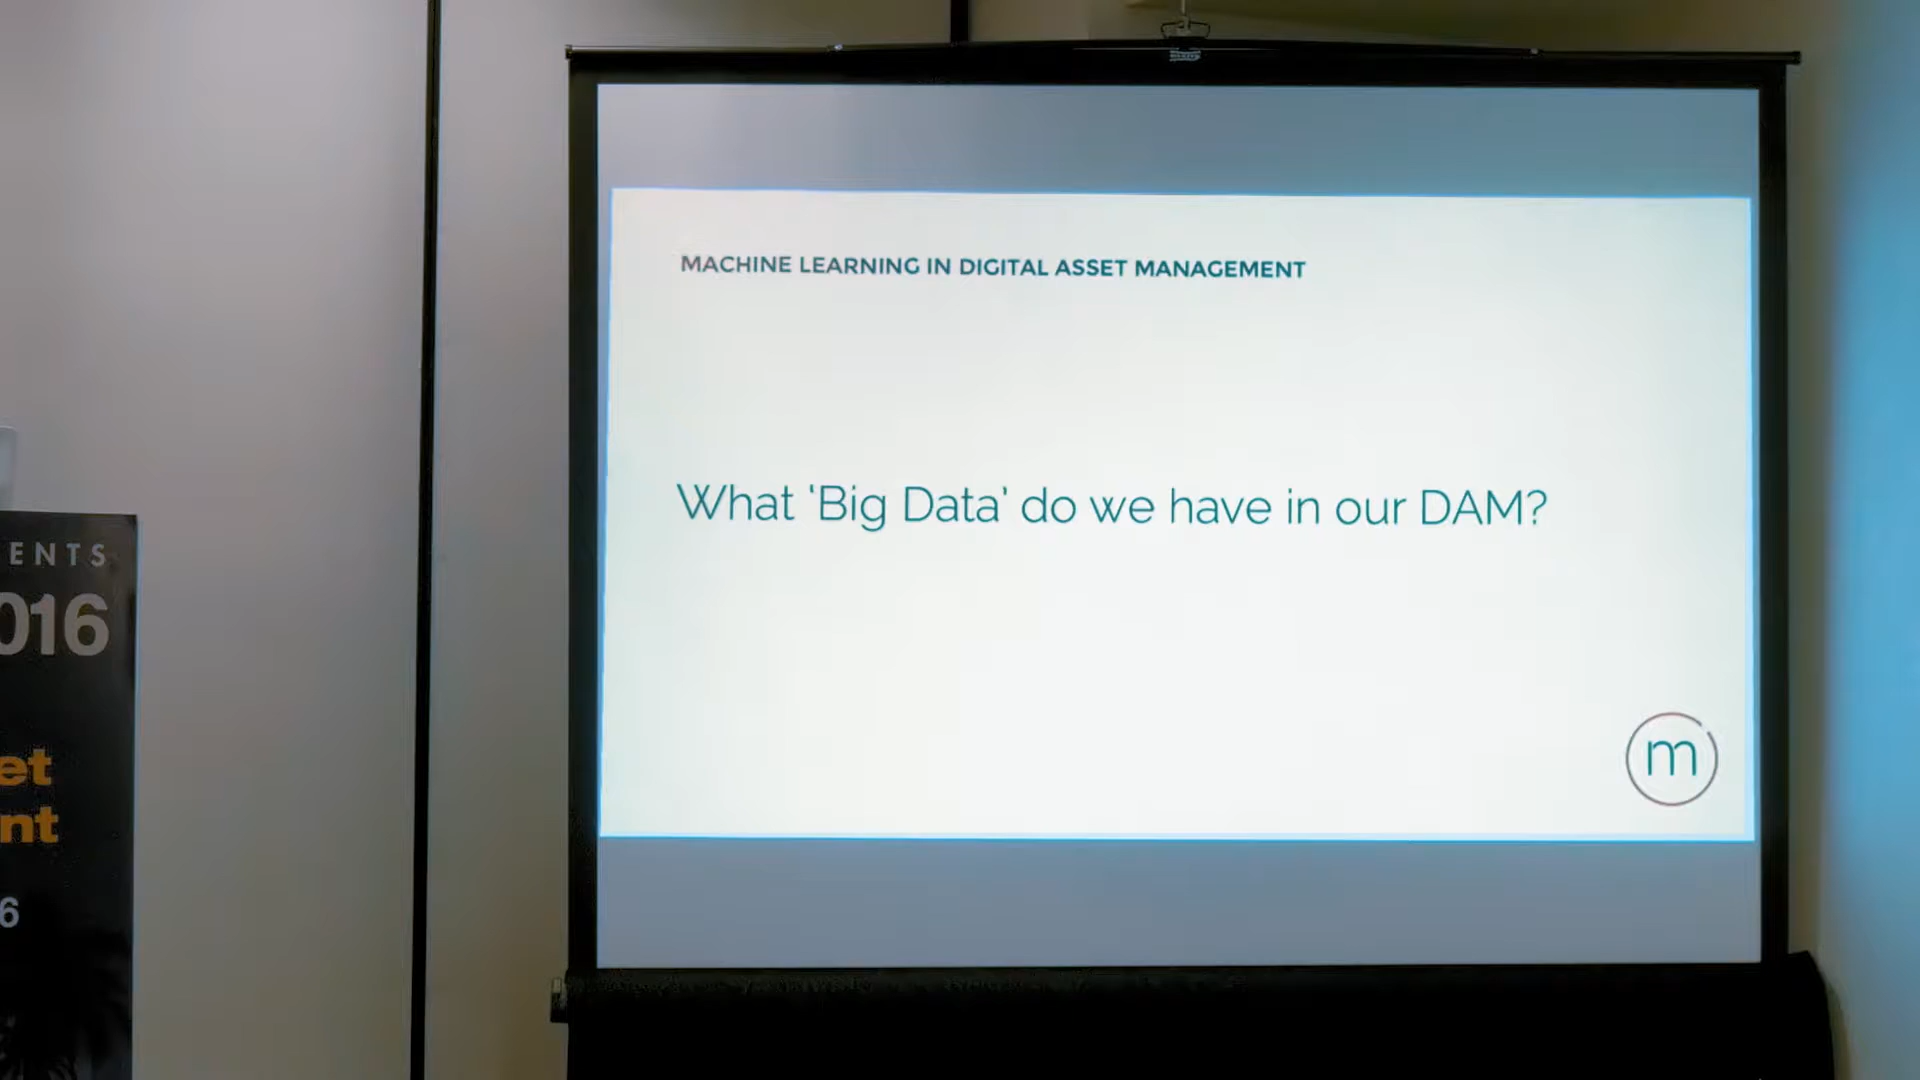 MACHINE LEARNING IN DIGITAL ASSET MANAGEMENT
What 'Big Data' do we have in our DAM?
m
ENTS
016
et
nt
6